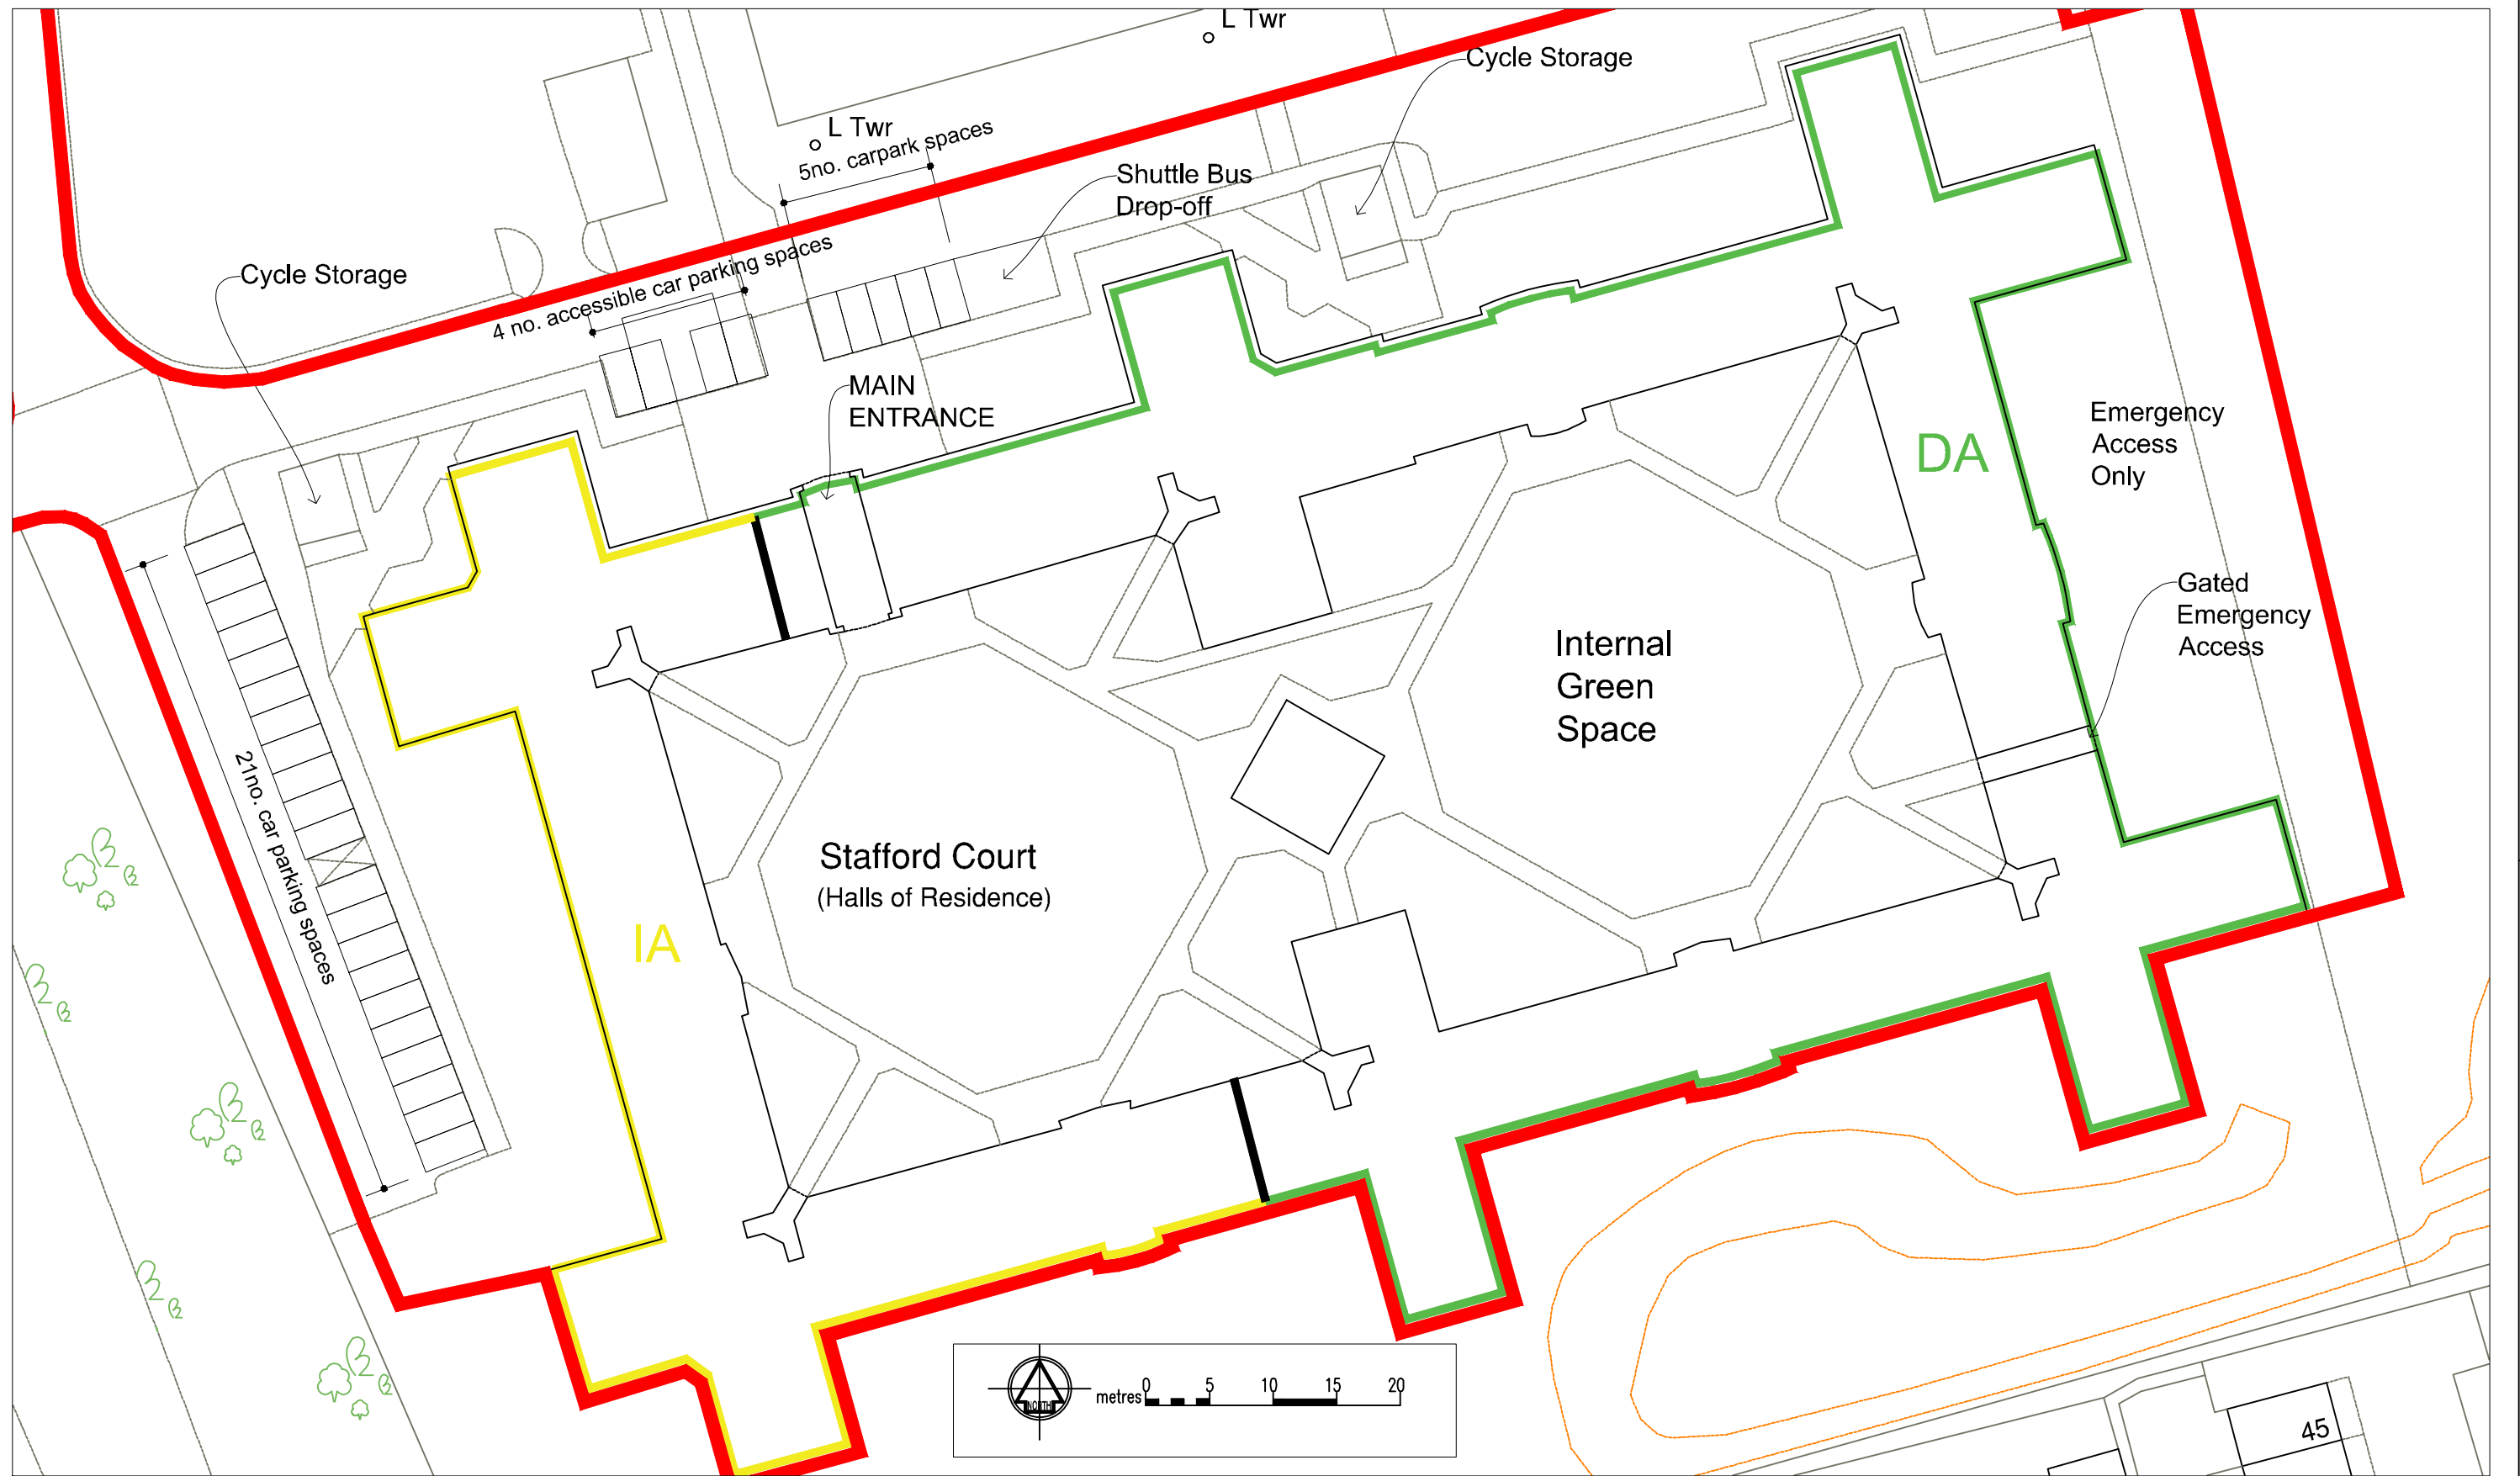 L Twr
Cycle Storage
L Twr
5no. carpark spaces
Shuttle Bus
Drop-off
4 no. accessible car parking spaces
Cycle Storage
MAIN
ENTRANCE
DA
Emergency
Access
Only
Gated
Emergency
Access
Internal
Green
Space
21no. car parking spaces
Stafford Court
(Halls of Residence)
IA
NORTH
metres 0 5 10 15 20
45